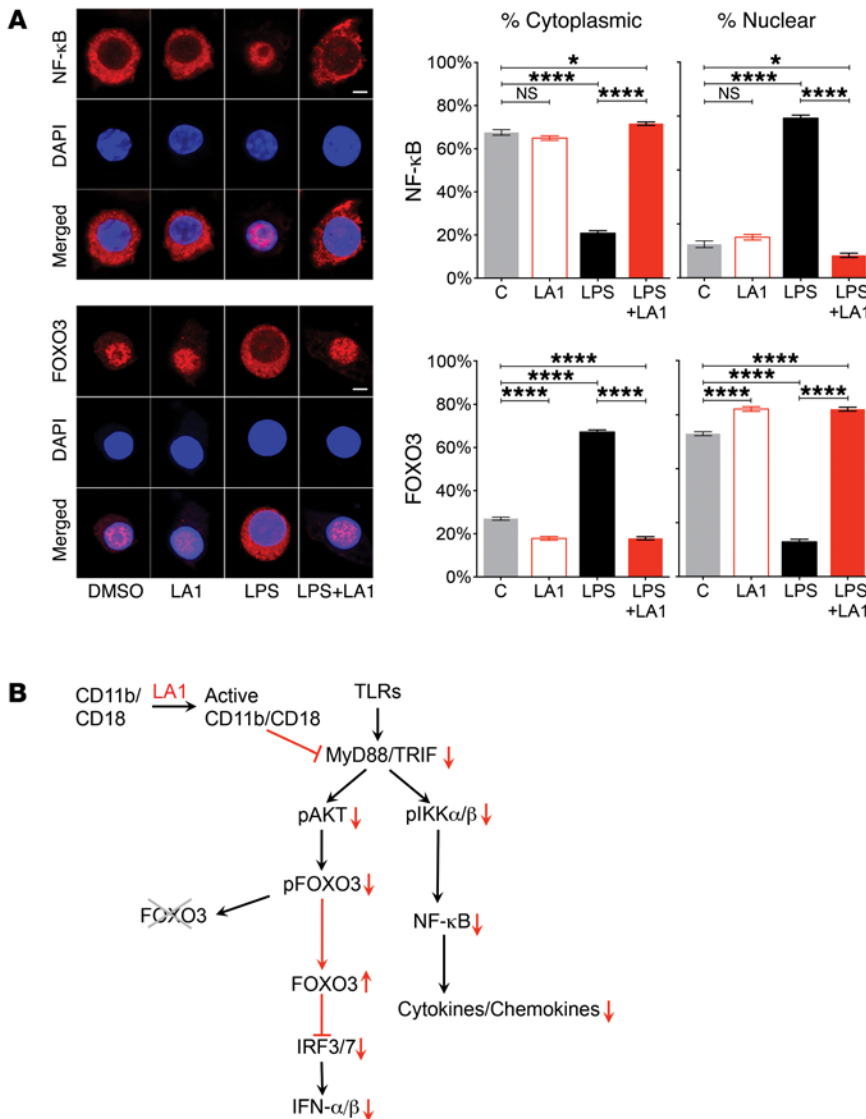 A
NF-κB
DAPI
Merged
FOXO3
DAPI
Merged
DMSO LA1 LPS LPS+LA1
% Cytoplasmic % Nuclear
NF-κB
100%
80%
60%
40%
20%
0%
*
****
NS ****
*
****
NS ****
C LA1 LPS LPS
+LA1
C LA1 LPS LPS
+LA1
FOXO3
100%
80%
60%
40%
20%
0%
****
****
**** ****
****
****
**** ****
C LA1 LPS LPS
+LA1
C LA1 LPS LPS
+LA1
B
CD11b/
CD18
LA1
Active
CD11b/CD18
TLRs
MyD88/TRIF
pAKT
pIKKα/β
pFOXO3
FOXO3
NF-κB
FOXO3
Cytokines/Chemokines
IRF3/7
IFN-α/β